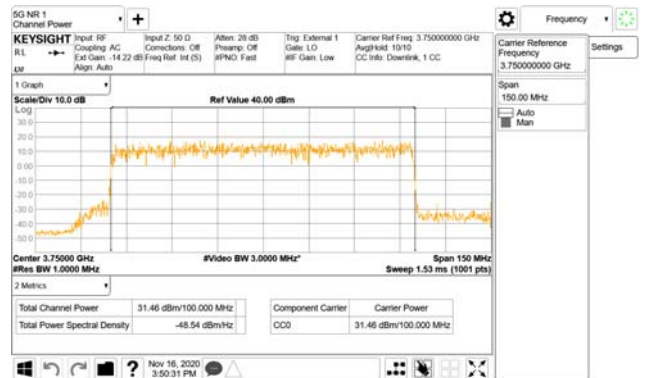 5G NR 1
Channel Power
+
Frequency
KEYSIGHT
Input: RF
Coupling: AC
Ext Gain: -14.22 dB
Align: Auto
Input Z: 50 Ω
Corrections: Off
Freq Ref: Int (S)
Atten: 28 dB
Preamp: Off
#PNO: Fast
Trig: External 1
Gate: LO
#IF Gain: Low
Carrier Ref Freq: 3.750000000 GHz
Avg|Hold: 10/10
CC Info: Downlink, 1 CC
RL
Carrier Reference
Frequency
3.750000000 GHz
Settings
Span
150.00 MHz
Auto
Man
1 Graph
Scale/Div 10.0 dB
Ref Value 40.00 dBm
Log
30.0
20.0
10.0
0.00
-10.0
-20.0
-30.0
-40.0
-50.0
Center 3.75000 GHz
#Video BW 3.0000 MHz*
Span 150 MHz
#Res BW 1.0000 MHz
Sweep 1.53 ms (1001 pts)
2 Metrics
Total Channel Power
31.46 dBm/100.000 MHz
Total Power Spectral Density
-48.54 dBm/Hz
Component Carrier
Carrier Power
CC0
31.46 dBm/100.000 MHz
?
Nov 16, 2020
3:50:31 PM